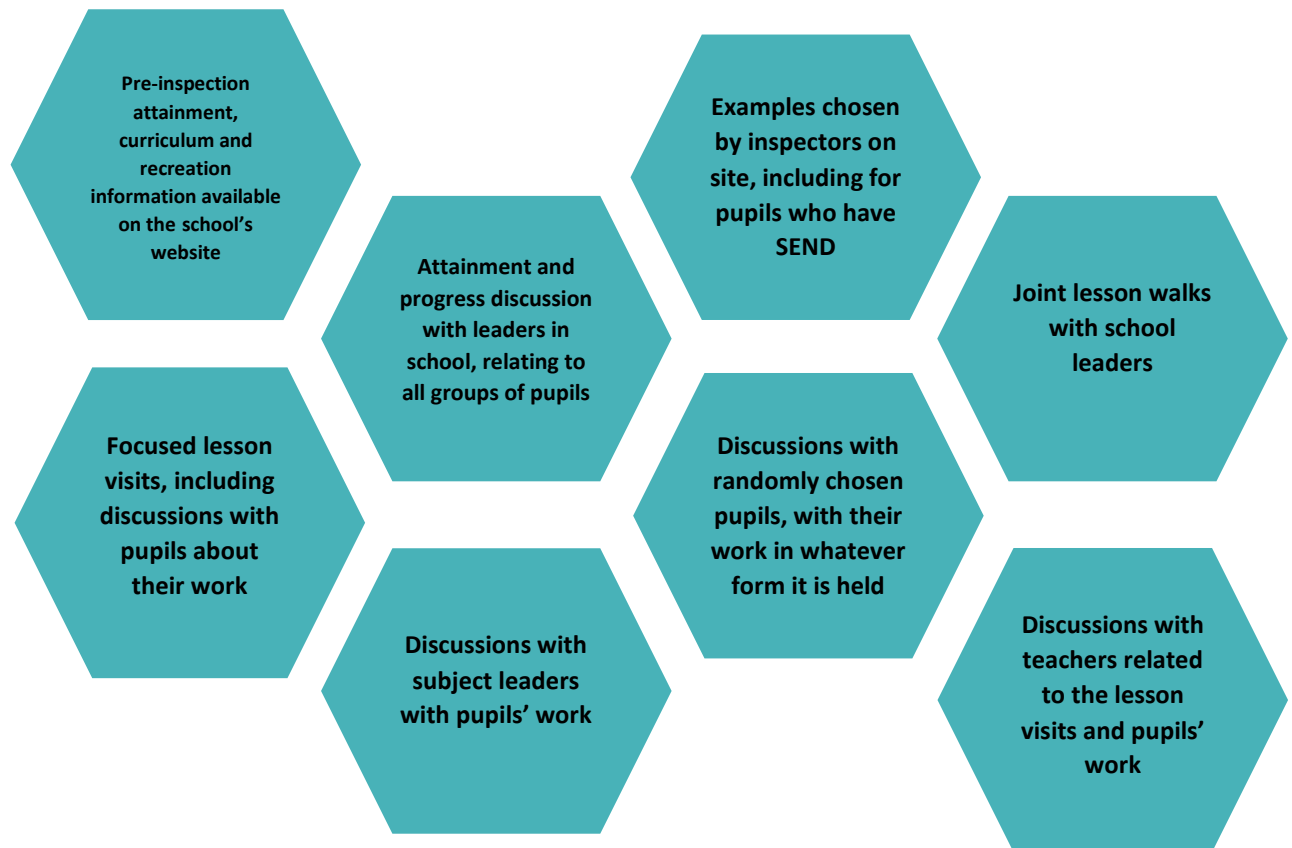 Pre-inspection
attainment,
curriculum and
recreation
information available
on the school’s
website
Examples chosen
by inspectors on
site, including for
pupils who have
SEND
Attainment and
progress discussion
with leaders in
school, relating to
all groups of pupils
Joint lesson walks
with school
leaders
Focused lesson
visits, including
discussions with
pupils about
their work
Discussions with
randomly chosen
pupils, with their
work in whatever
form it is held
Discussions with
subject leaders
with pupils’ work
Discussions with
teachers related
to the lesson
visits and pupils’
work